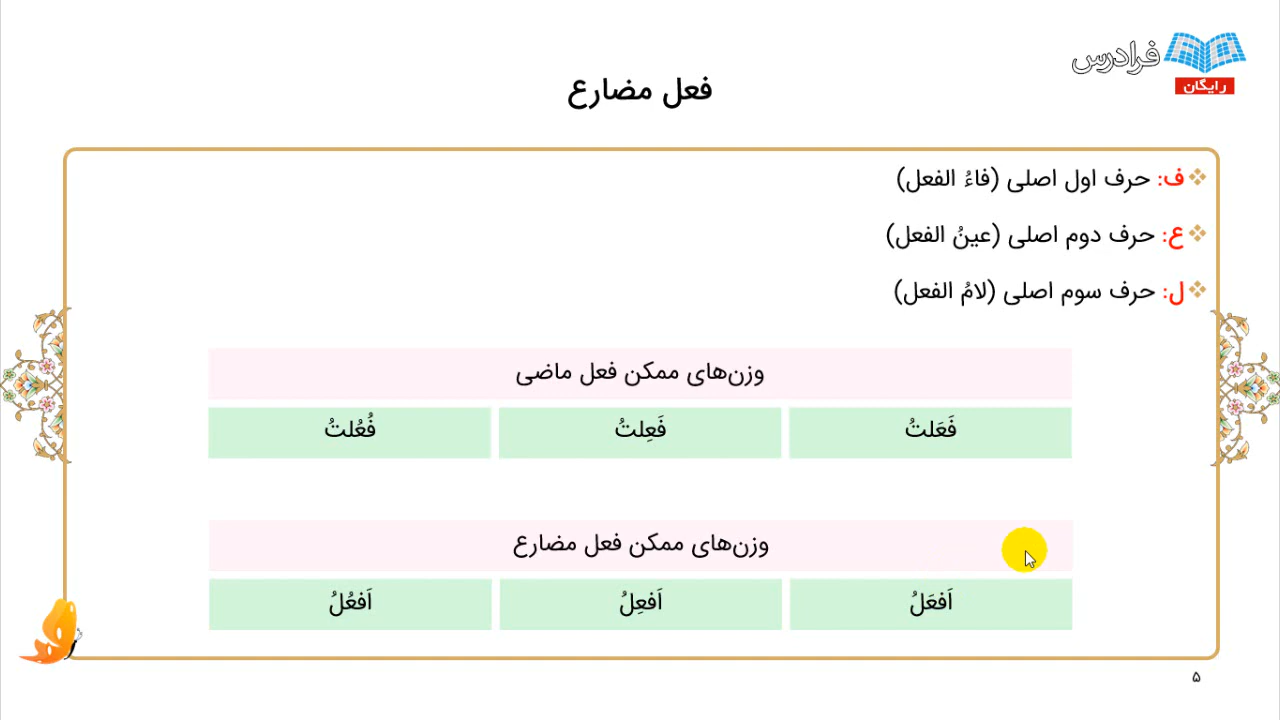 فرادرس
رایگان
فعل مضارع
ف: حرف اول اصلی (فاءُ الفعل)
ع: حرف دوم اصلی (عینُ الفعل)
ل: حرف سوم اصلی (لامُ الفعل)
وزن‌های ممکن فعل ماضی
فَعَلتُ فَعِلتُ فُعُلتُ
وزن‌های ممکن فعل مضارع
اَفعَلُ اَفعِلُ اَفعُلُ
۵